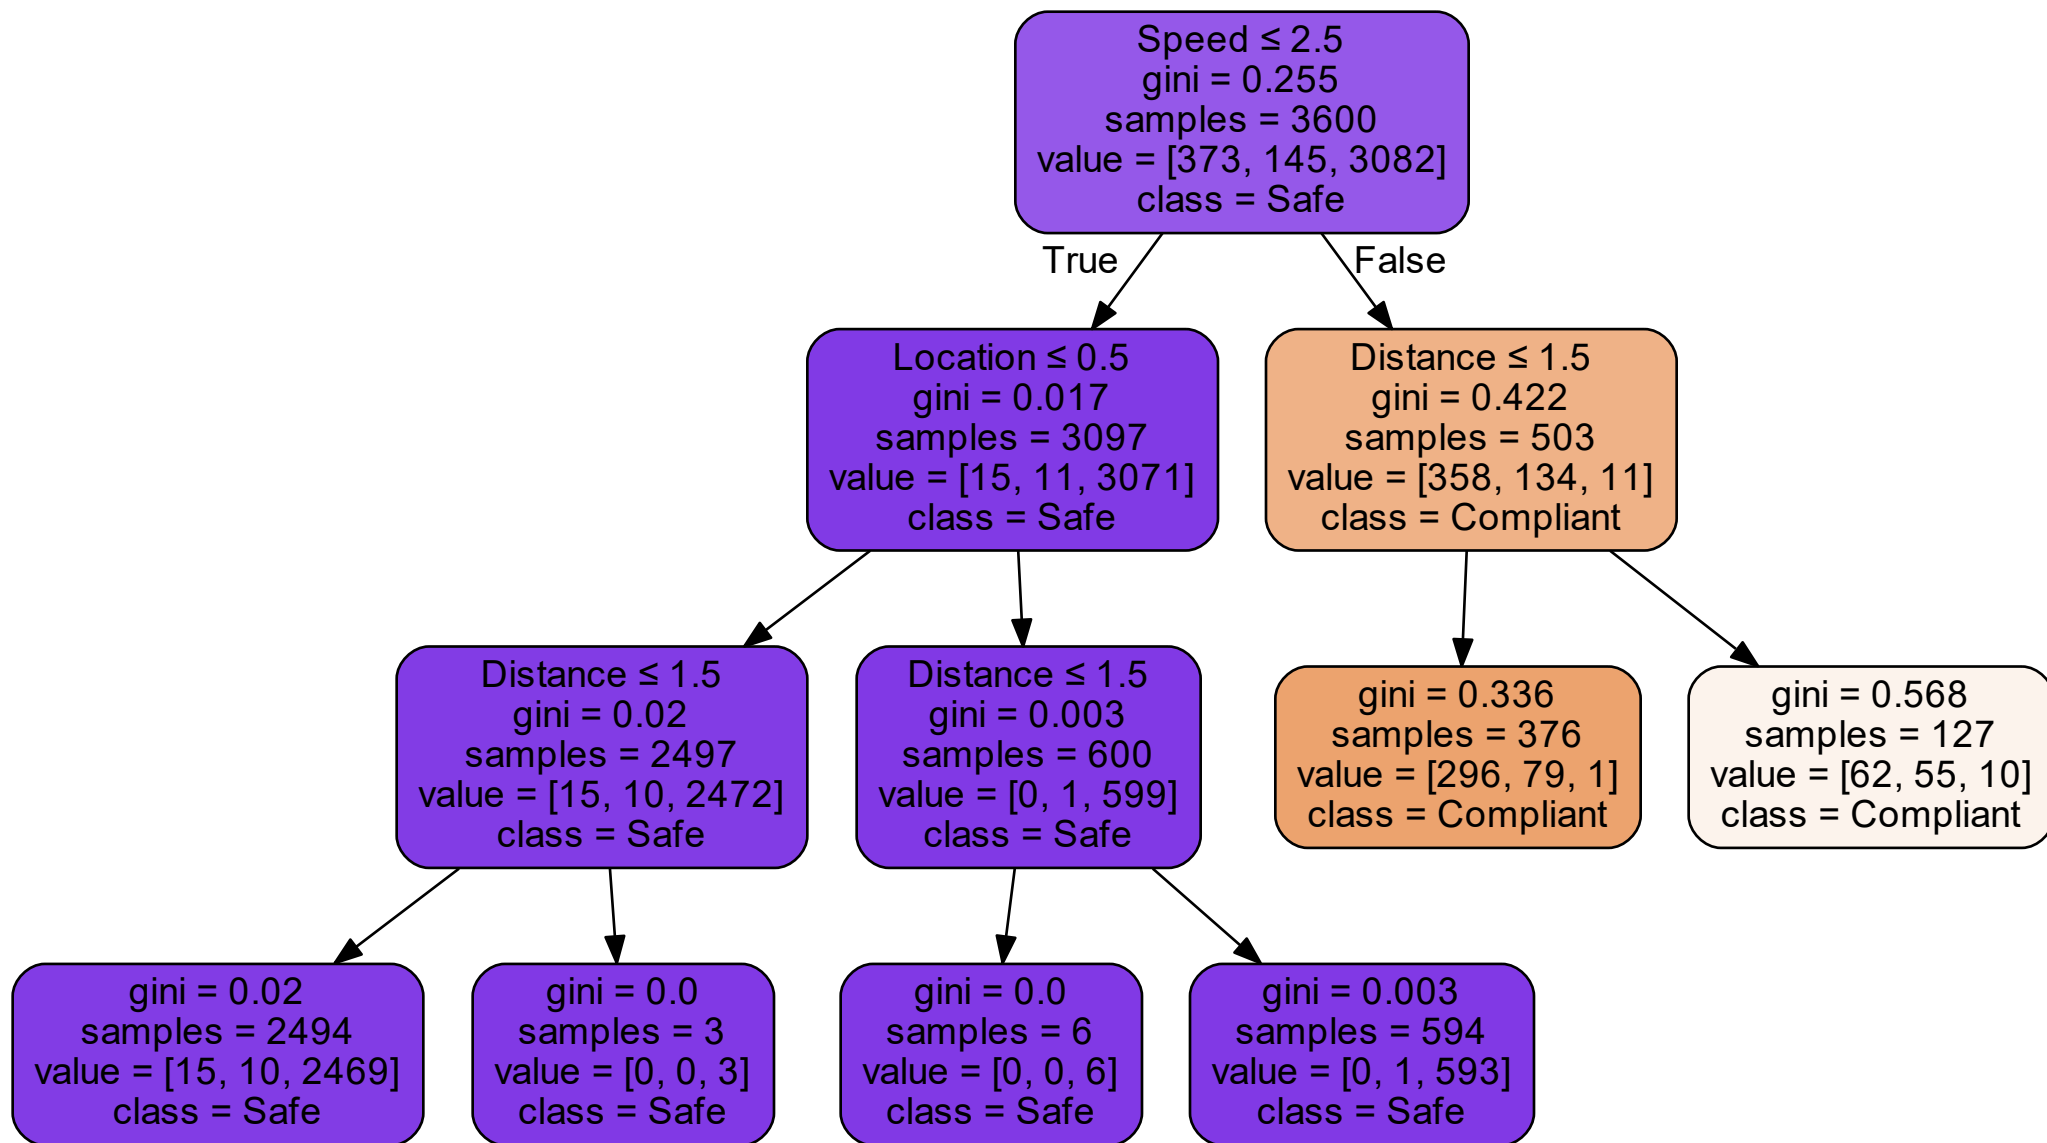 Speed ≤ 2.5
gini = 0.255
samples = 3600
value = [373, 145, 3082]
class = Safe
True
False
Location ≤ 0.5
gini = 0.017
samples = 3097
value = [15, 11, 3071]
class = Safe
Distance ≤ 1.5
gini = 0.422
samples = 503
value = [358, 134, 11]
class = Compliant
Distance ≤ 1.5
gini = 0.02
samples = 2497
value = [15, 10, 2472]
class = Safe
Distance ≤ 1.5
gini = 0.003
samples = 600
value = [0, 1, 599]
class = Safe
gini = 0.336
samples = 376
value = [296, 79, 1]
class = Compliant
gini = 0.568
samples = 127
value = [62, 55, 10]
class = Compliant
gini = 0.02
samples = 2494
value = [15, 10, 2469]
class = Safe
gini = 0.0
samples = 3
value = [0, 0, 3]
class = Safe
gini = 0.0
samples = 6
value = [0, 0, 6]
class = Safe
gini = 0.003
samples = 594
value = [0, 1, 593]
class = Safe